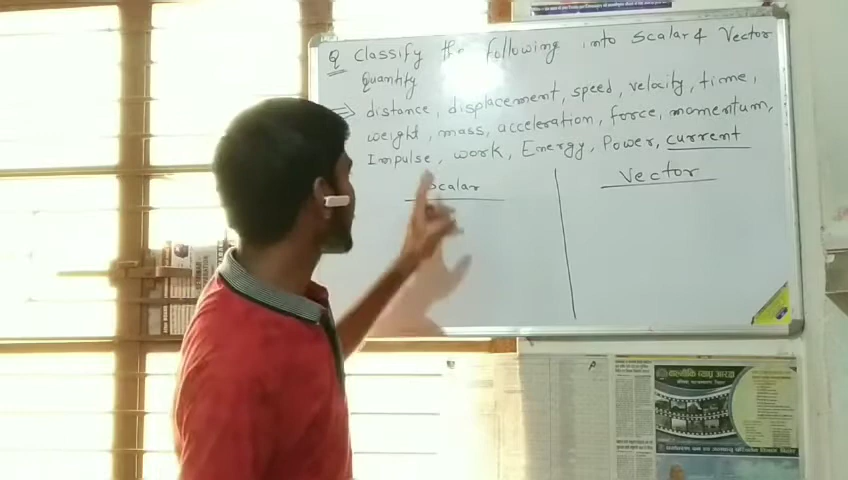 Q Classify the following into Scalar & Vector
Quantity
⇒ distance, displacement, speed, velocity, time,
weight, mass, acceleration, force, momentum,
Impulse, work, Energy, Power, current
Scalar
Vector